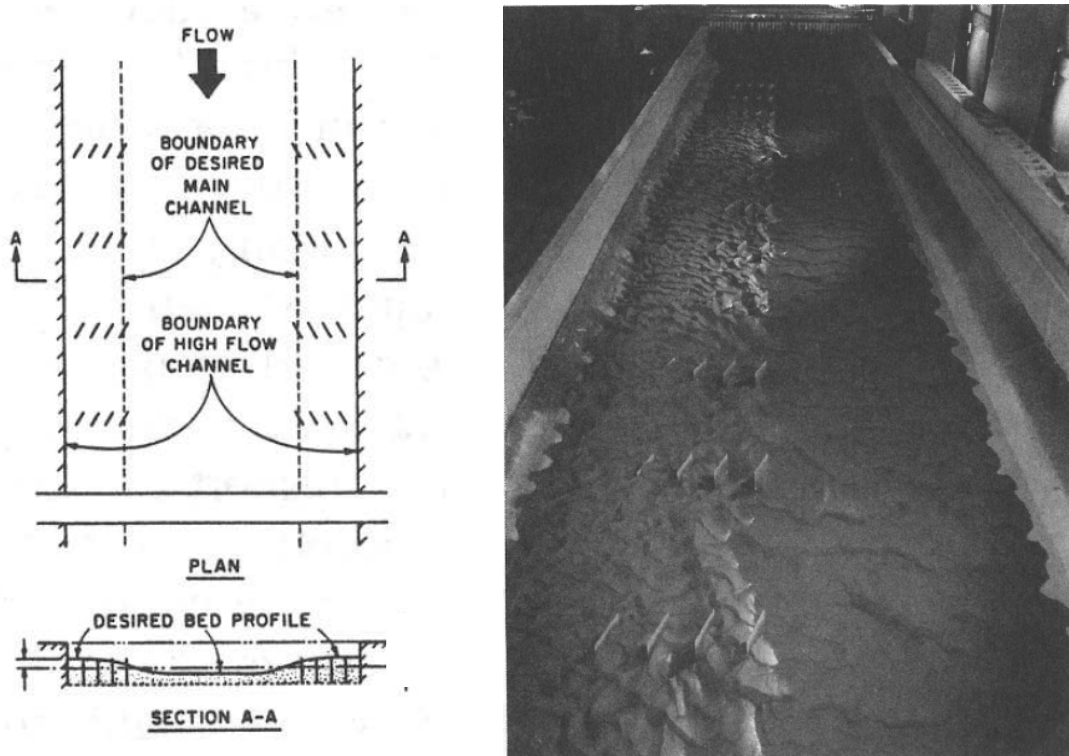 FLOW
BOUNDARY
OF DESIRED
MAIN
CHANNEL
A
A
BOUNDARY
OF HIGH FLOW
CHANNEL
PLAN
DESIRED BED PROFILE
SECTION A-A